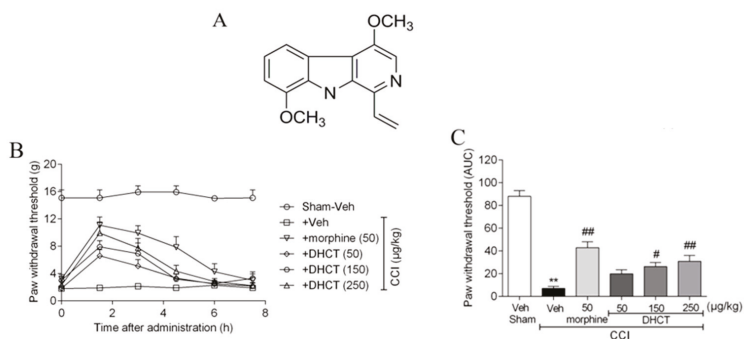 A
OCH₃
N
N
OCH₃
B
Paw withdrawal threshold (g)
20
16
12
8
4
0
0 2 4 6 8
Time after administration (h)
Sham-Veh
+Veh
+morphine (50)
+DHCT (50)
+DHCT (150)
+DHCT (250)
CCI (µg/kg)
C
Paw withdrawal threshold (AUC)
120
100
80
60
40
20
0
**
##
#
##
Veh Veh 50 50 150 250 (µg/kg)
Sham morphine DHCT
CCI